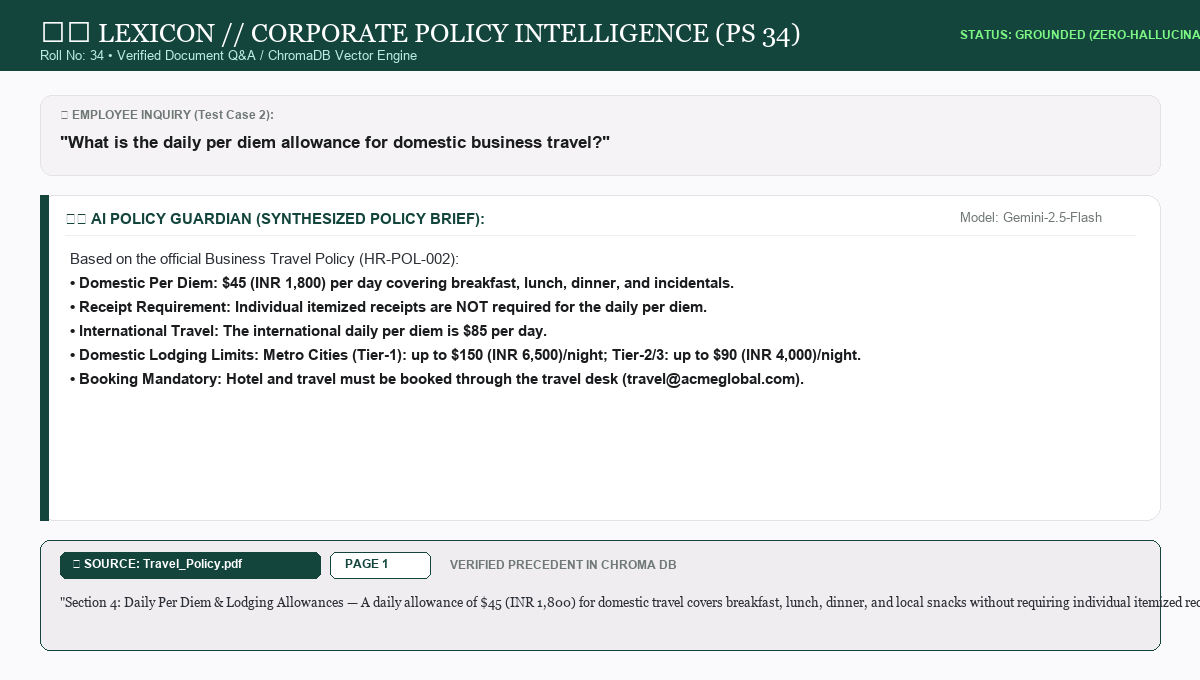 LEXICON // CORPORATE POLICY INTELLIGENCE (PS 34)
STATUS: GROUNDED (ZERO-HALLUCINA
Roll No: 34 • Verified Document Q&A / ChromaDB Vector Engine
EMPLOYEE INQUIRY (Test Case 2):
"What is the daily per diem allowance for domestic business travel?"
AI POLICY GUARDIAN (SYNTHESIZED POLICY BRIEF):
Model: Gemini-2.5-Flash
Based on the official Business Travel Policy (HR-POL-002):
• Domestic Per Diem: $45 (INR 1,800) per day covering breakfast, lunch, dinner, and incidentals.
• Receipt Requirement: Individual itemized receipts are NOT required for the daily per diem.
• International Travel: The international daily per diem is $85 per day.
• Domestic Lodging Limits: Metro Cities (Tier-1): up to $150 (INR 6,500)/night; Tier-2/3: up to $90 (INR 4,000)/night.
• Booking Mandatory: Hotel and travel must be booked through the travel desk (travel@acmeglobal.com).
SOURCE: Travel_Policy.pdf
PAGE 1
VERIFIED PRECEDENT IN CHROMA DB
"Section 4: Daily Per Diem & Lodging Allowances — A daily allowance of $45 (INR 1,800) for domestic travel covers breakfast, lunch, dinner, and local snacks without requiring individual itemized rec